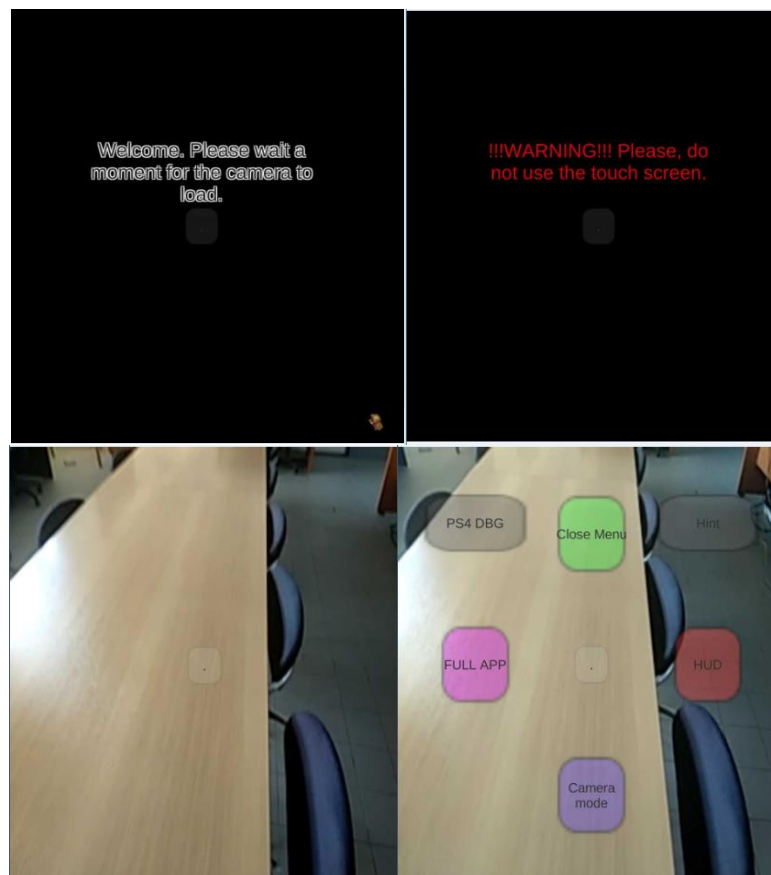 Welcome. Please wait a
moment for the camera to
load.
!!!WARNING!!! Please, do
not use the touch screen.
PS4 DBG
Close Menu
Hint
FULL APP
HUD
Camera
mode